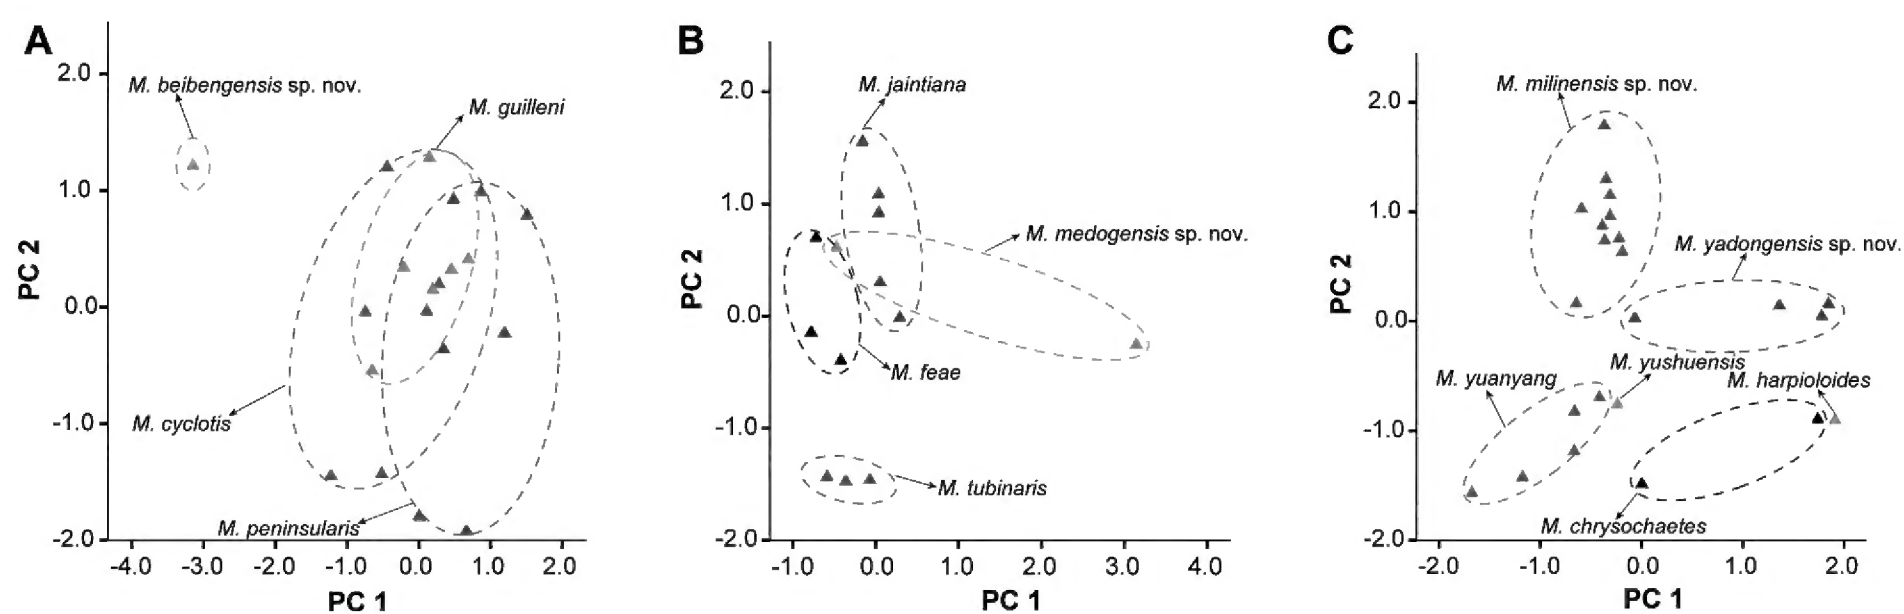 A
M. beibengensis sp. nov.
M. guilleni
M. cyclotis
M. peninsularis
2.0
1.0
0.0
-1.0
-2.0
PC 2
-4.0 -3.0 -2.0 -1.0 0.0 1.0 2.0
PC 1
B
M. jaintiana
M. medogensis sp. nov.
M. feae
M. tubinaris
2.0
1.0
0.0
-1.0
-2.0
PC 2
-1.0 0.0 1.0 2.0 3.0 4.0
PC 1
C
M. milinensis sp. nov.
M. yadongensis sp. nov.
M. yushuensis
M. yuanyang
M. harpioloides
M. chrysochaetes
2.0
1.0
0.0
-1.0
-2.0
PC 2
-2.0 -1.0 0.0 1.0 2.0
PC 1